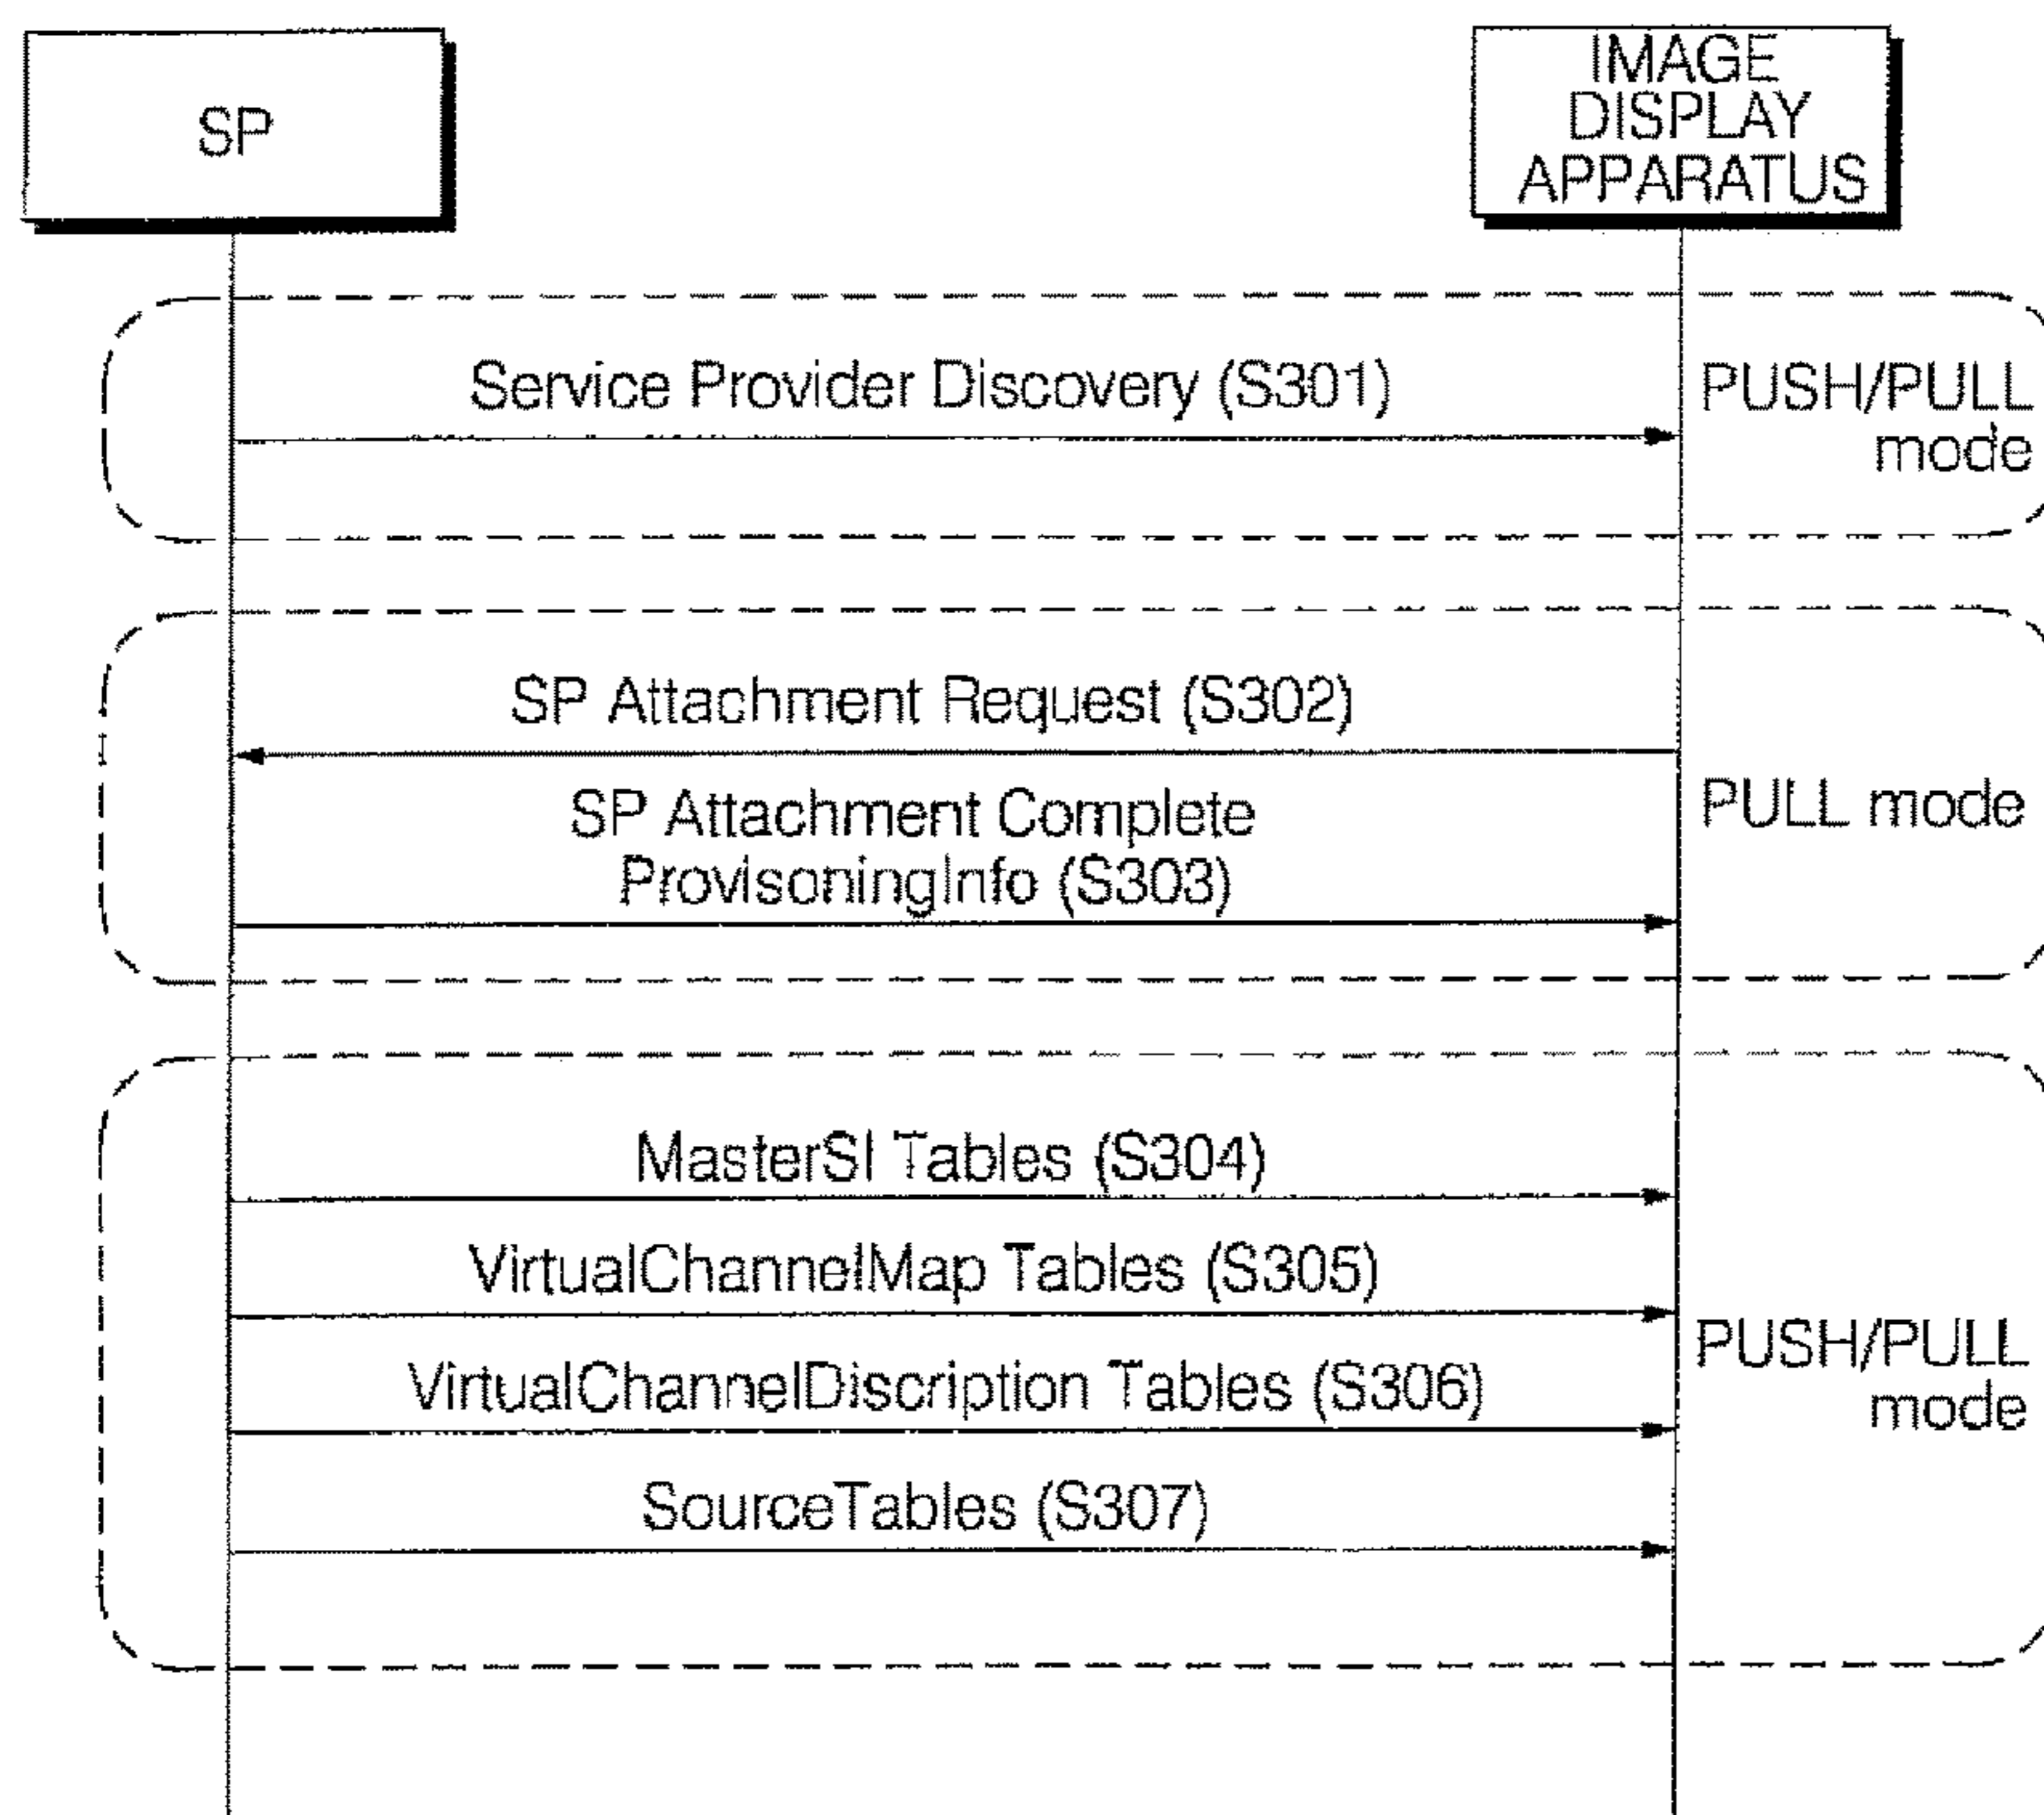 SP
IMAGE
DISPLAY
APPARATUS
Service Provider Discovery (S301)
PUSH/PULL
mode
SP Attachment Request (S302)
SP Attachment Complete
ProvisoningInfo (S303)
PULL mode
MasterSI Tables (S304)
VirtualChannelMap Tables (S305)
VirtualChannelDiscription Tables (S306)
SourceTables (S307)
PUSH/PULL
mode